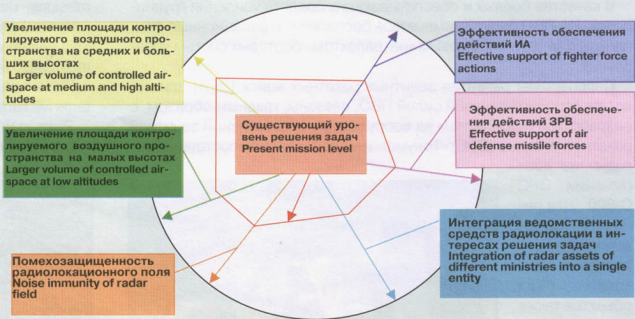 Увеличение площади контро-
лируемого воздушного про-
странства на средних и боль-
ших высотах
Larger volume of controlled air-
space at medium and high alti-
tudes
Эффективность обеспечения
действий ИА
Effective support of fighter force
actions
Эффективность обеспече-
ния действий ЗРВ
Effective support of air
defense missile forces
Существующий уро-
вень решения задач
Present mission level
Увеличение площади контро-
лируемого воздушного про-
странства на малых высотах
Larger volume of controlled air-
space at low altitudes
Интеграция ведомственных
средств радиолокации в ин-
тересах решения задач
Integration of radar assets of
different ministries into a single
entity
Помехозащищенность
радиолокационного поля
Noise immunity of radar
field